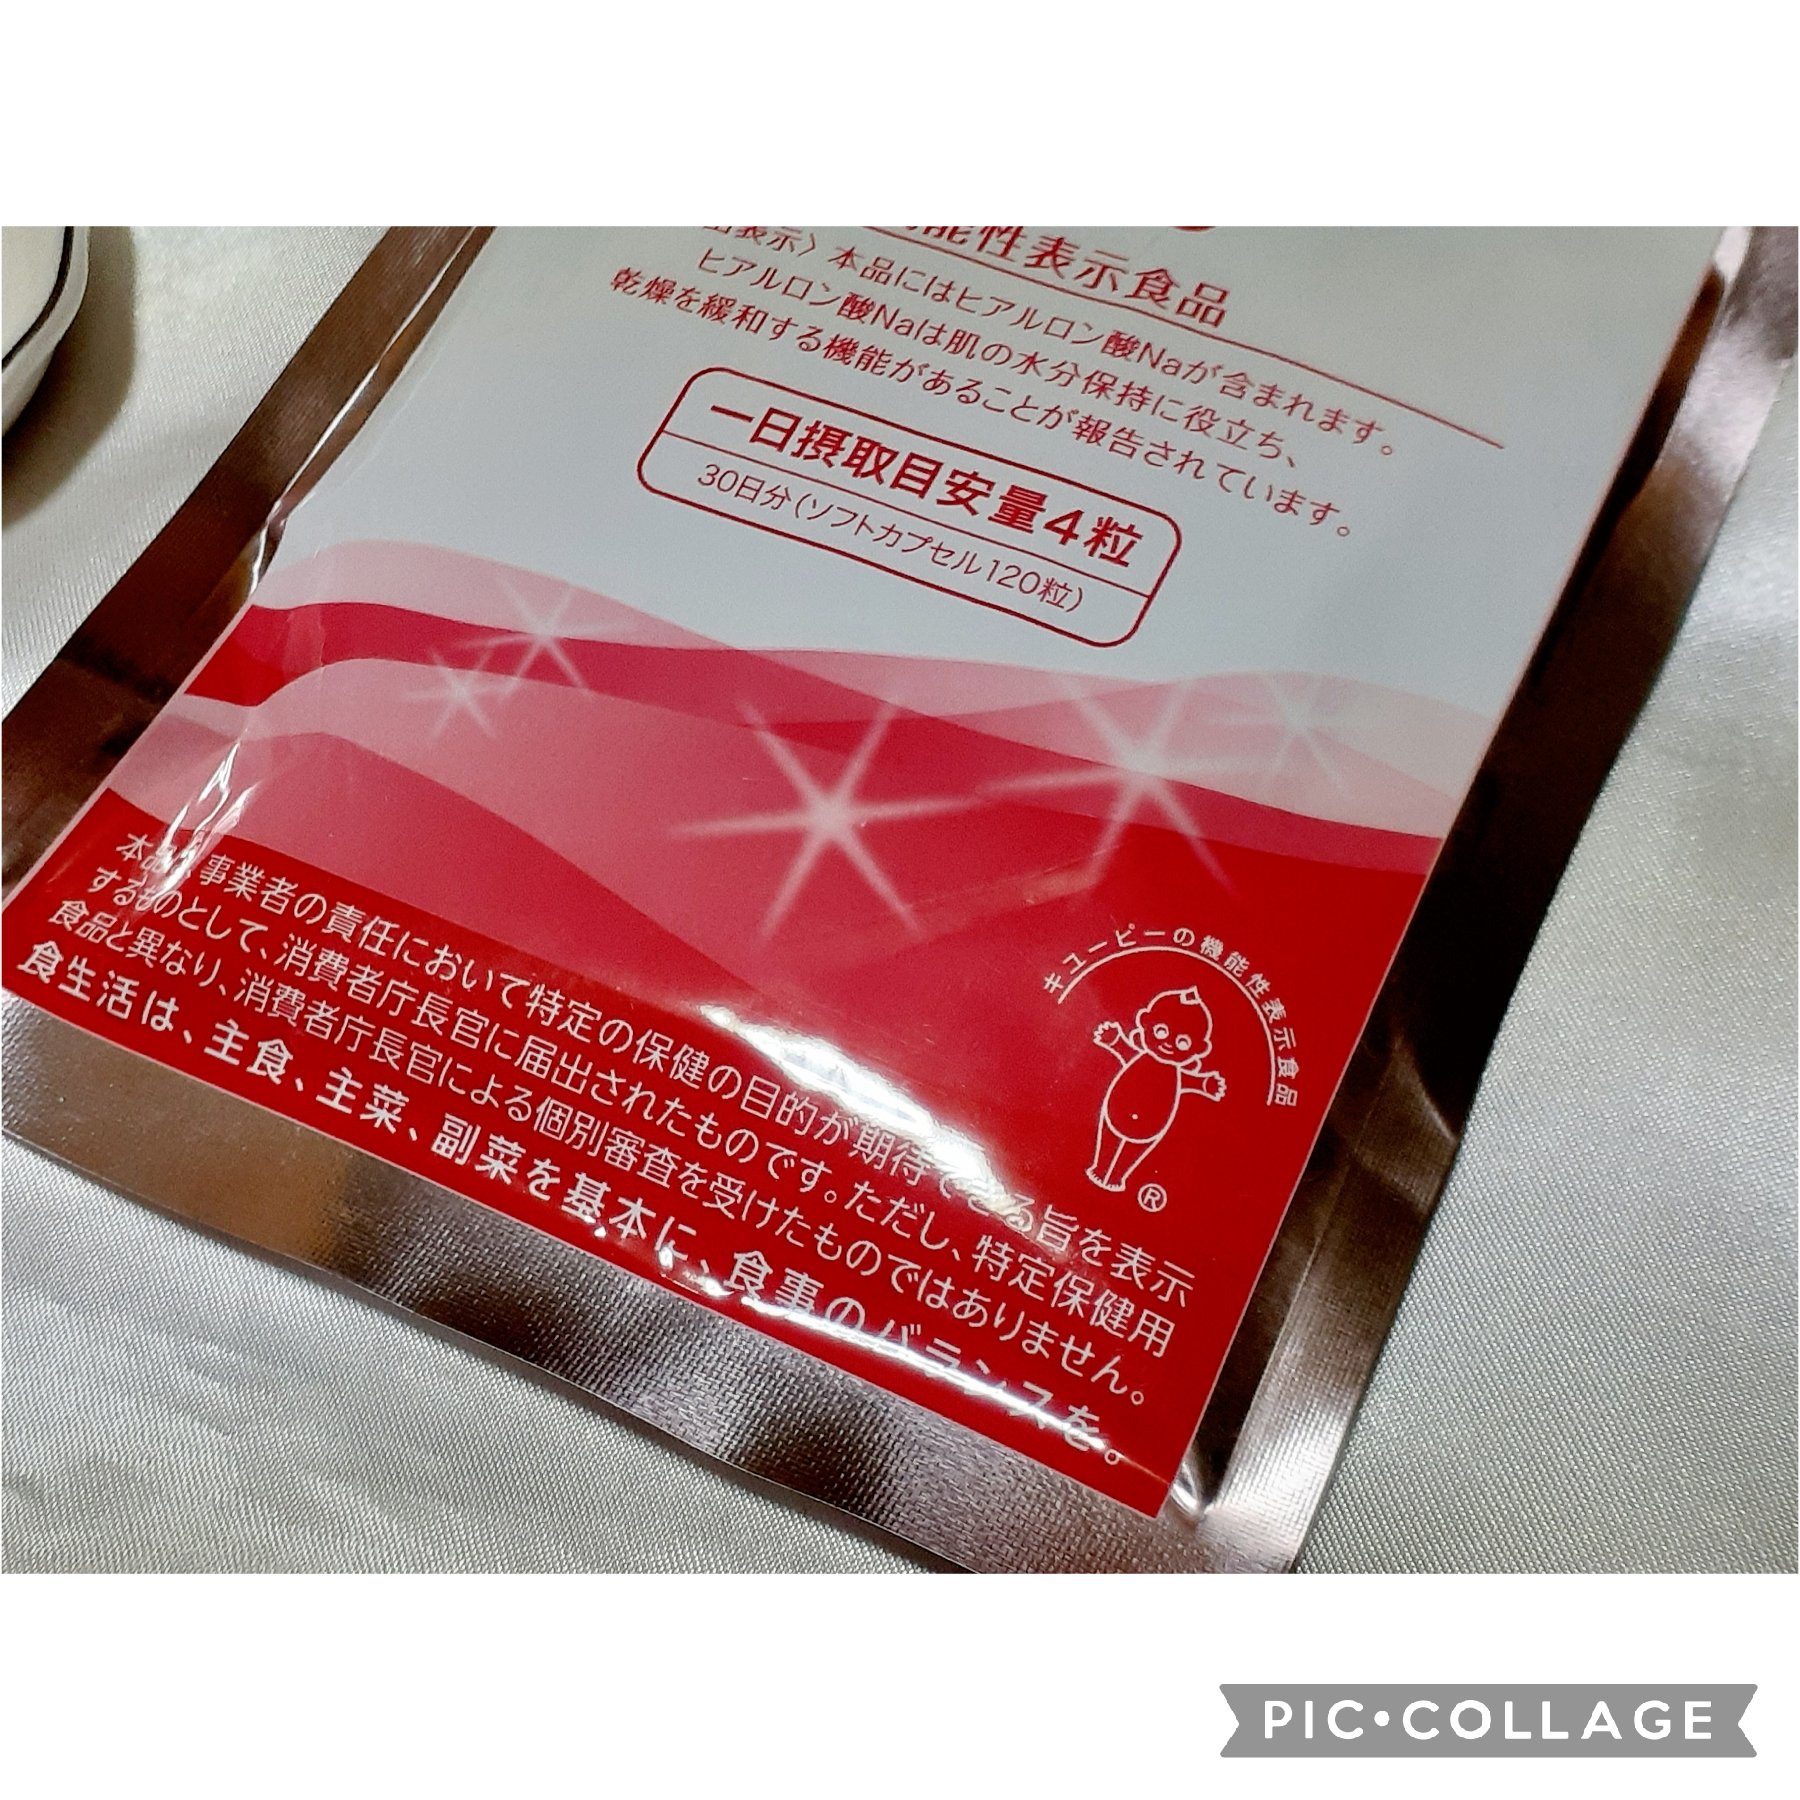 機能性表示食品
出表示〉本品にはヒアルロン酸Naが含まれます。
ヒアルロン酸Naは肌の水分保持に役立ち、
乾燥を緩和する機能があることが報告されています。
一日摂取目安量4粒
30日分(ソフトカプセル120粒)
キューピーの機能性表示食品
®
本品は事業者の責任において特定の保健の目的が期待できる旨を表示
するものとして、消費者庁長官に届出されたものです。ただし、特定保健用
食品と異なり、消費者庁長官による個別審査を受けたものではありません。
食生活は、主食、主菜、副菜を基本に、食事のバランスを。
PIC•COLLAGE